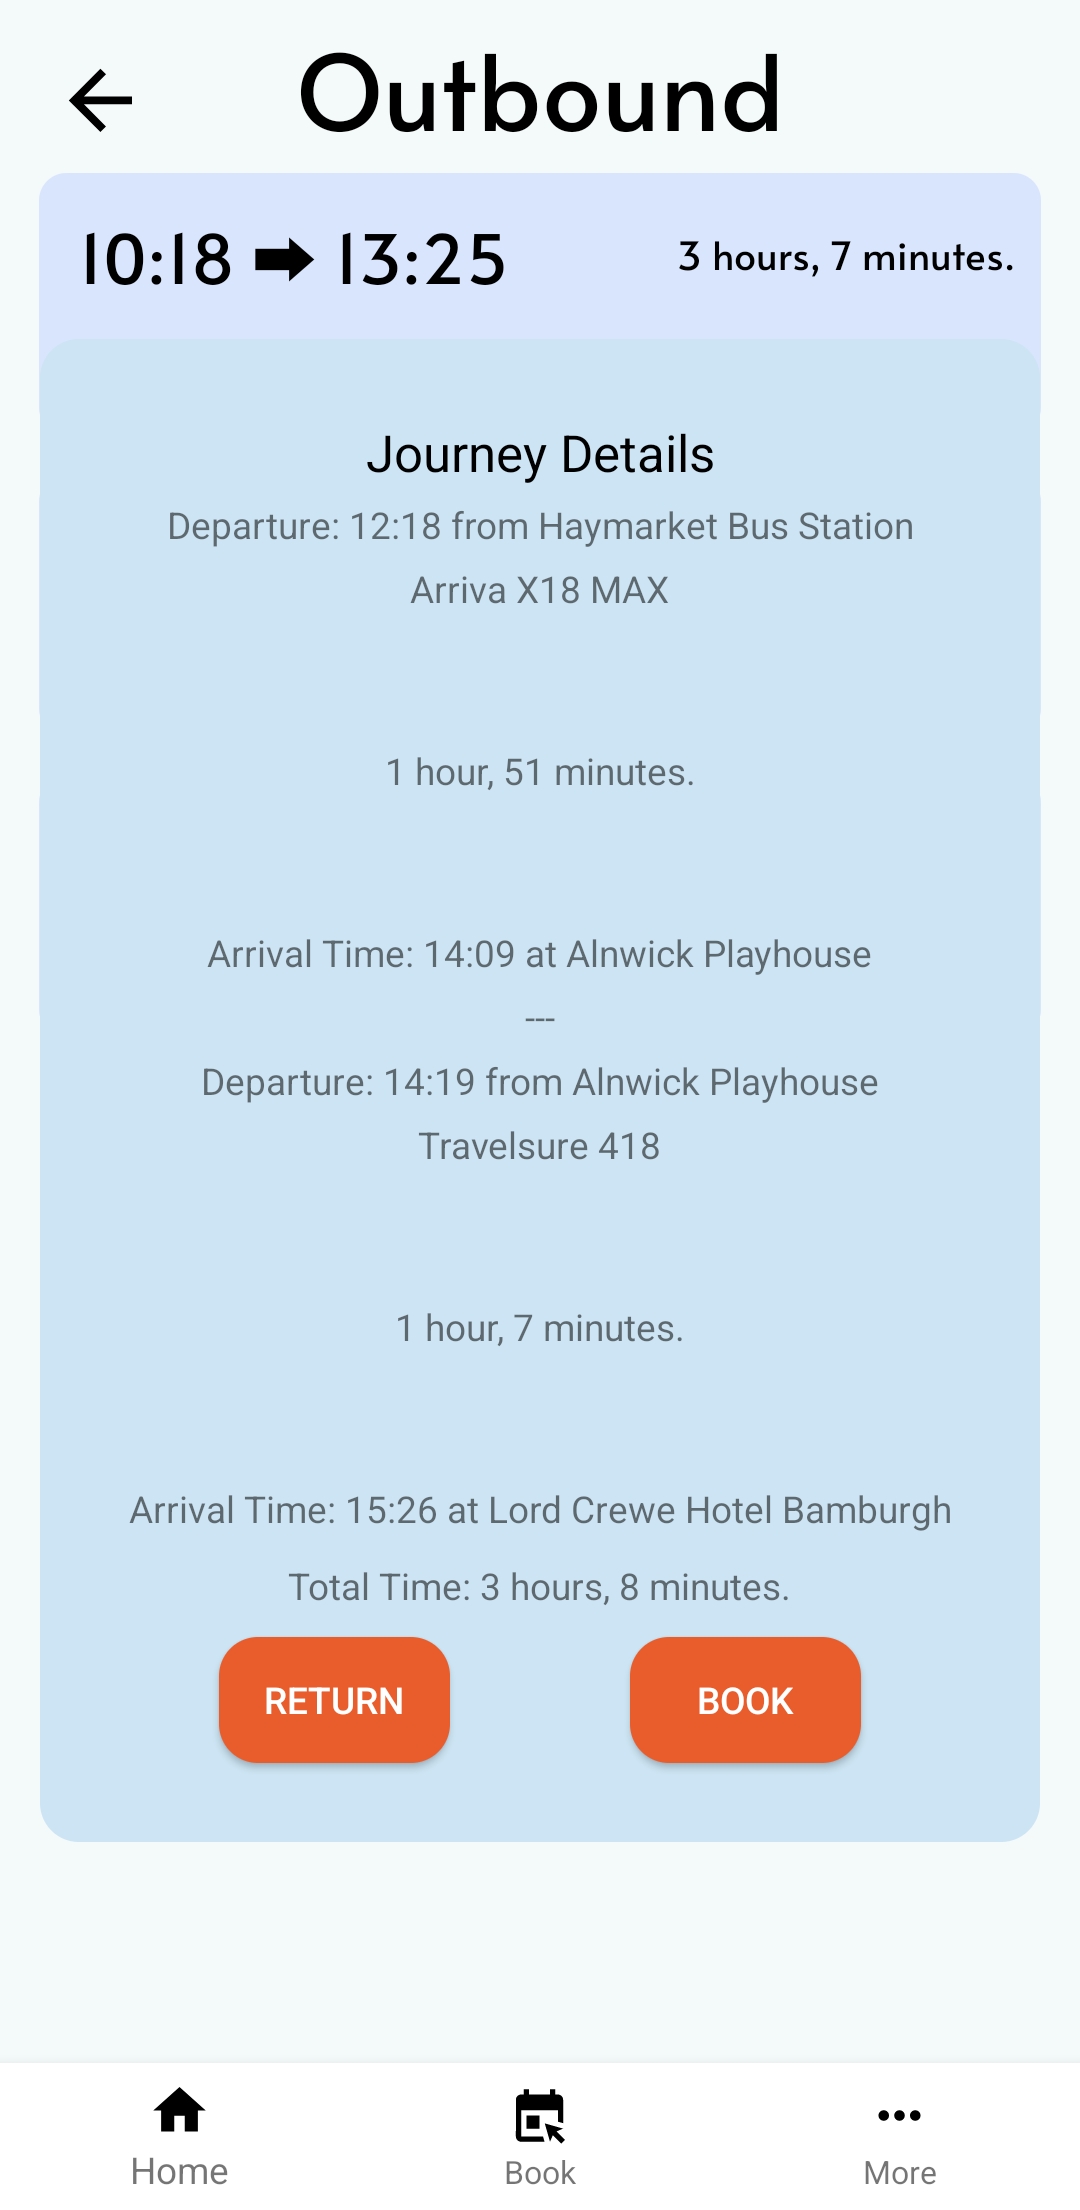 Outbound
10:18 ➡ 13:25 3 hours, 7 minutes.
Journey Details
Departure: 12:18 from Haymarket Bus Station
Arriva X18 MAX
1 hour, 51 minutes.
Arrival Time: 14:09 at Alnwick Playhouse
---
Departure: 14:19 from Alnwick Playhouse
Travelsure 418
1 hour, 7 minutes.
Arrival Time: 15:26 at Lord Crewe Hotel Bamburgh
Total Time: 3 hours, 8 minutes.
RETURN BOOK
Home Book More